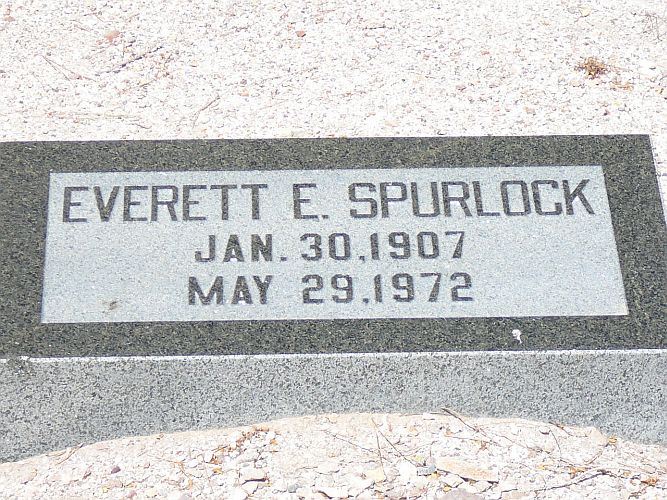 EVERETT E. SPURLOCK
JAN. 30,1907
MAY 29,1972